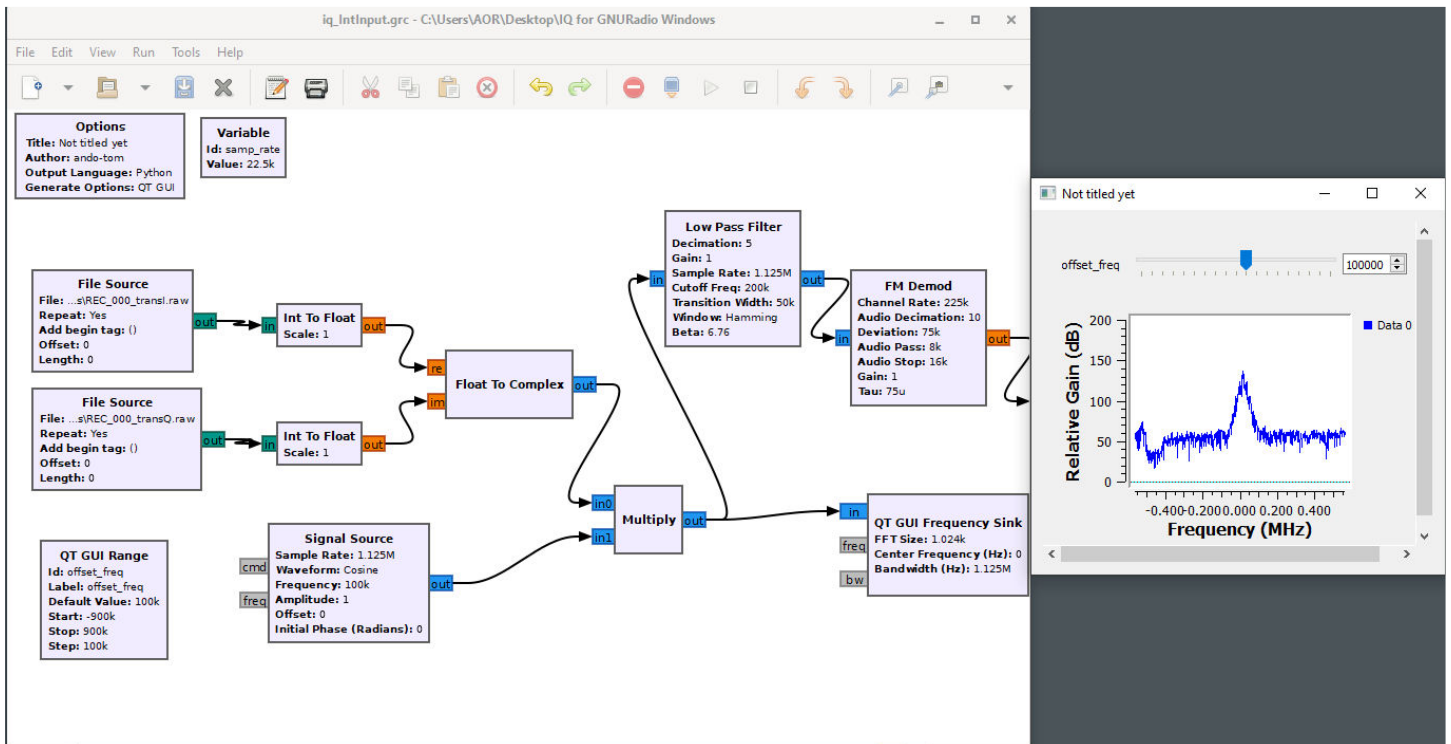 iq_IntInput.grc - C:\Users\AOR\Desktop\IQ for GNURadio Windows
File Edit View Run Tools Help
Options
Title: Not titled yet
Author: ando-tom
Output Language: Python
Generate Options: QT GUI
Variable
Id: samp_rate
Value: 22.5k
File Source
File: ...s\REC_000_transI.raw
Repeat: Yes
Add begin tag: ()
Offset: 0
Length: 0
out
in
Int To Float
Scale: 1
out
File Source
File: ...s\REC_000_transQ.raw
Repeat: Yes
Add begin tag: ()
Offset: 0
Length: 0
out
in
Int To Float
Scale: 1
out
re
im
Float To Complex
out
QT GUI Range
Id: offset_freq
Label: offset_freq
Default Value: 100k
Start: -900k
Stop: 900k
Step: 100k
cmd
freq
Signal Source
Sample Rate: 1.125M
Waveform: Cosine
Frequency: 100k
Amplitude: 1
Offset: 0
Initial Phase (Radians): 0
out
in0
in1
Multiply
out
in
Low Pass Filter
Decimation: 5
Gain: 1
Sample Rate: 1.125M
Cutoff Freq: 200k
Transition Width: 50k
Window: Hamming
Beta: 6.76
out
in
FM Demod
Channel Rate: 225k
Audio Decimation: 10
Deviation: 75k
Audio Pass: 8k
Audio Stop: 16k
Gain: 1
Tau: 75u
out
in
freq
bw
QT GUI Frequency Sink
FFT Size: 1.024k
Center Frequency (Hz): 0
Bandwidth (Hz): 1.125M
Not titled yet
offset_freq
100000
Relative Gain (dB)
200
150
100
50
0
Data 0
-0.400 -0.200 0.000 0.200 0.400
Frequency (MHz)